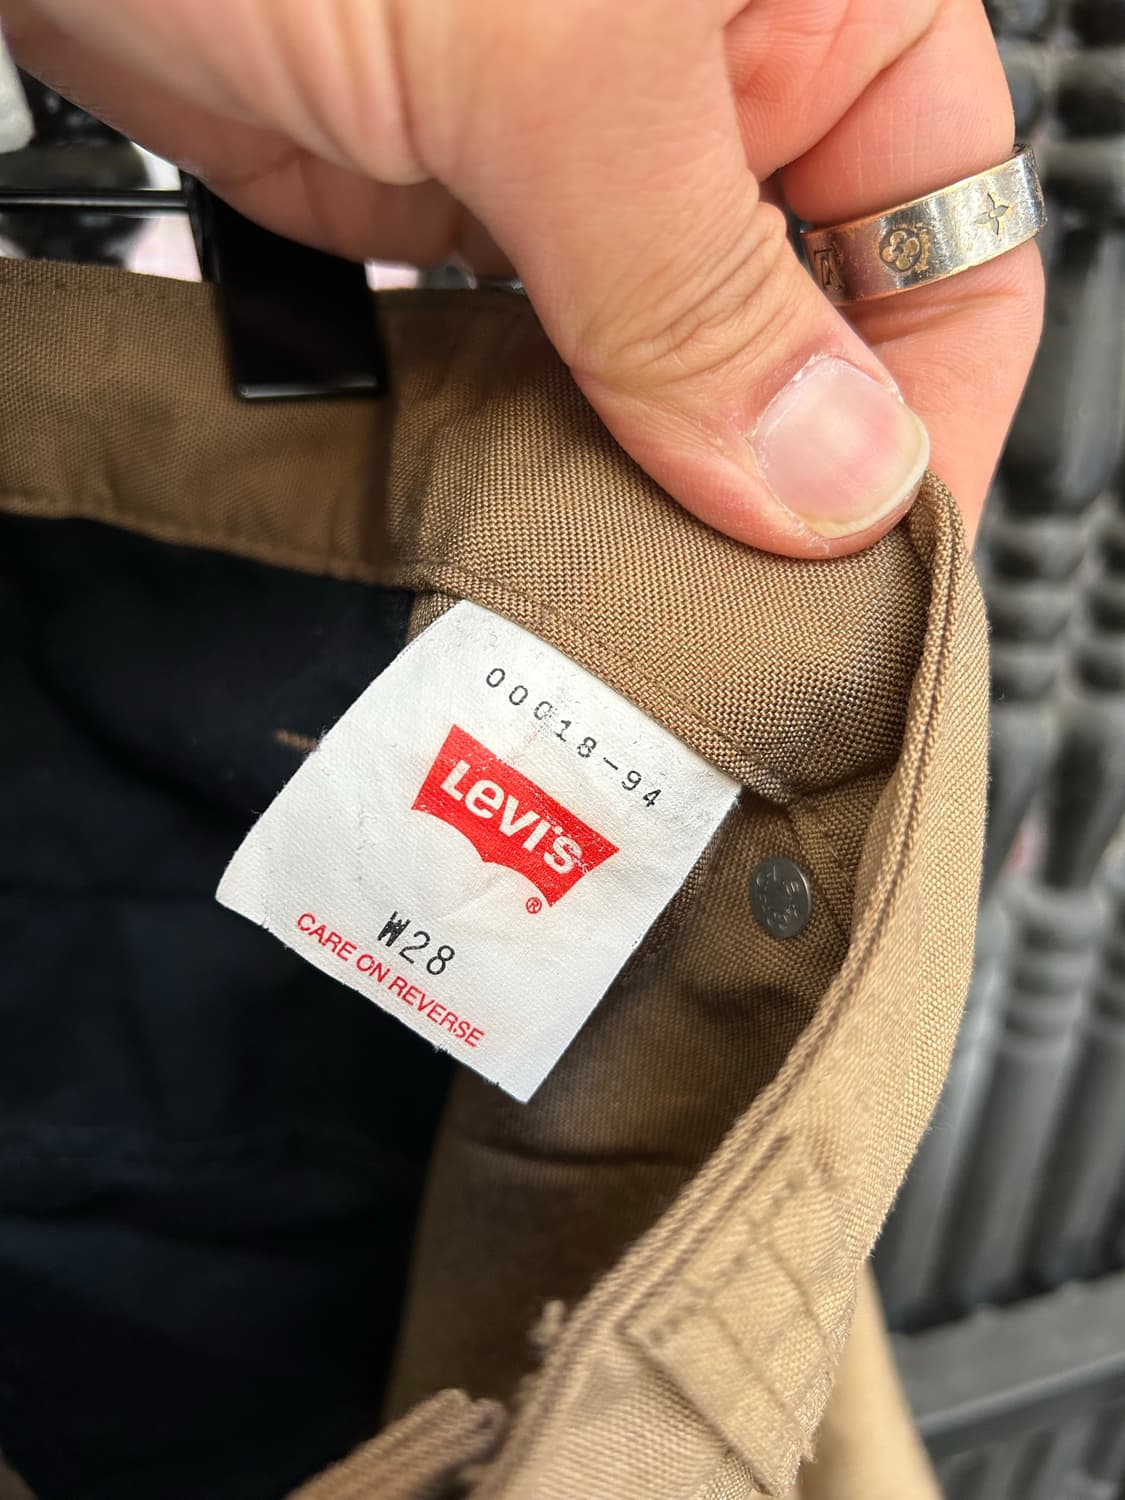 00018-94
Levi's
®
W28
CARE ON REVERSE